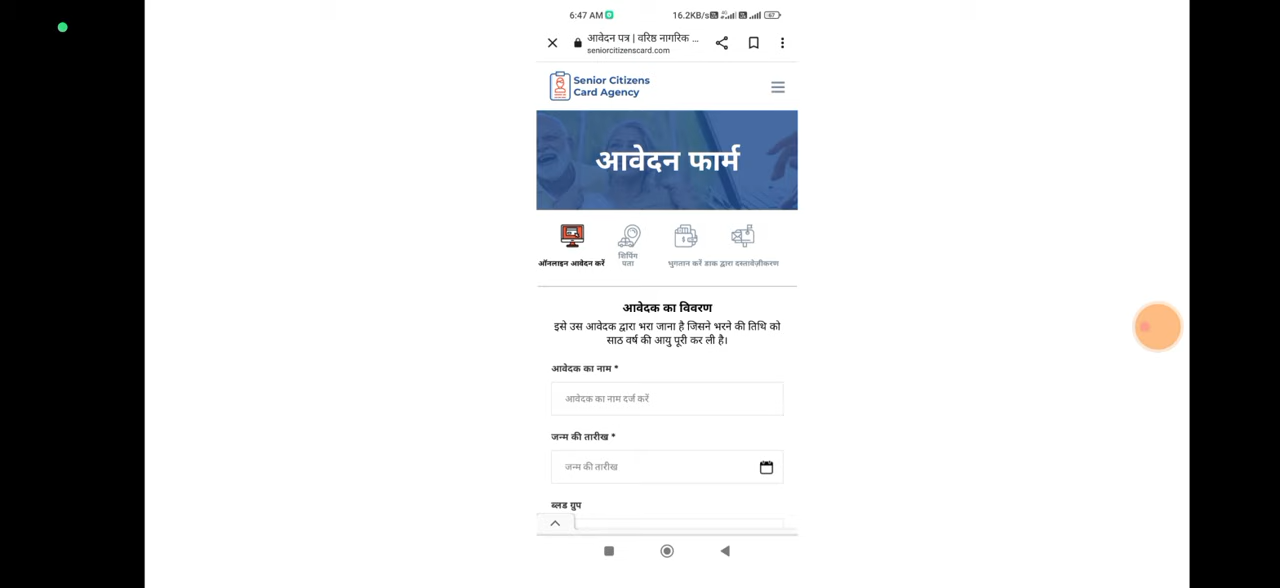 6:47 AM 16.2KB/s 4G 67
आवेदन पत्र | वरिष्ठ नागरिक ...
seniorcitizenscard.com
Senior Citizens
Card Agency
आवेदन फार्म
ऑनलाइन आवेदन करें
शिपिंग
पता
भुगतान करें
डाक द्वारा दस्तावेज़ीकरण
आवेदक का विवरण
इसे उस आवेदक द्वारा भरा जाना है जिसने भरने की तिथि को
साठ वर्ष की आयु पूरी कर ली है।
आवेदक का नाम *
आवेदक का नाम दर्ज करें
जन्म की तारीख *
जन्म की तारीख
ब्लड ग्रुप